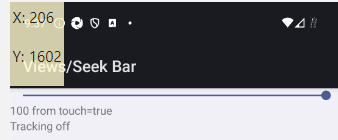 X: 206
Y: 1602
Views/Seek Bar
100 from touch=true
Tracking off